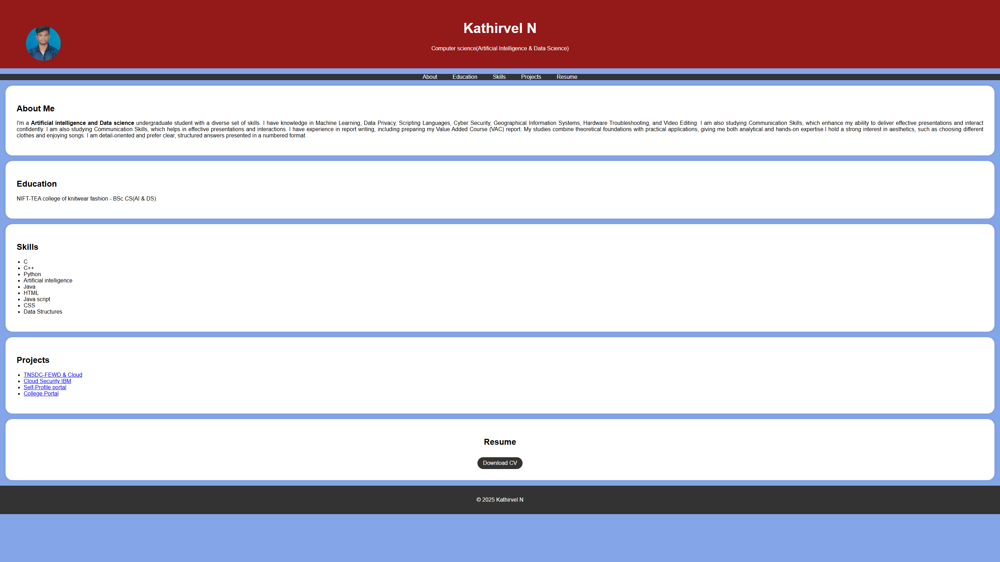 Kathirvel N
Computer science(Artificial Intelligence & Data Science)
About Education Skills Projects Resume
About Me
I'm a Artificial intelligence and Data science undergraduate student with a diverse set of skills. I have knowledge in Machine Learning, Data Privacy, Scripting Languages, Cyber Security, Geographical Information Systems, Hardware Troubleshooting, and Video Editing. I am also studying Communication Skills, which enhance my ability to deliver effective presentations and interact
confidently. I am also studying Communication Skills, which helps in effective presentations and interactions. I have experience in report writing, including preparing my Value Added Course (VAC) report. My studies combine theoretical foundations with practical applications, giving me both analytical and hands-on expertise.I hold a strong interest in aesthetics, such as choosing different
clothes and enjoying songs. I am detail-oriented and prefer clear, structured answers presented in a numbered format.
Education
NIFT-TEA college of knitwear fashion - BSc CS(AI & DS)
Skills
• C
• C++
• Python
• Artificial intelligence
• Java
• HTML
• Java script
• CSS
• Data Structures
Projects
• TNSDC-FEWD & Cloud
• Cloud Security IBM
• Self-Profile portal
• College Portal
Resume
Download CV
© 2025 Kathirvel N